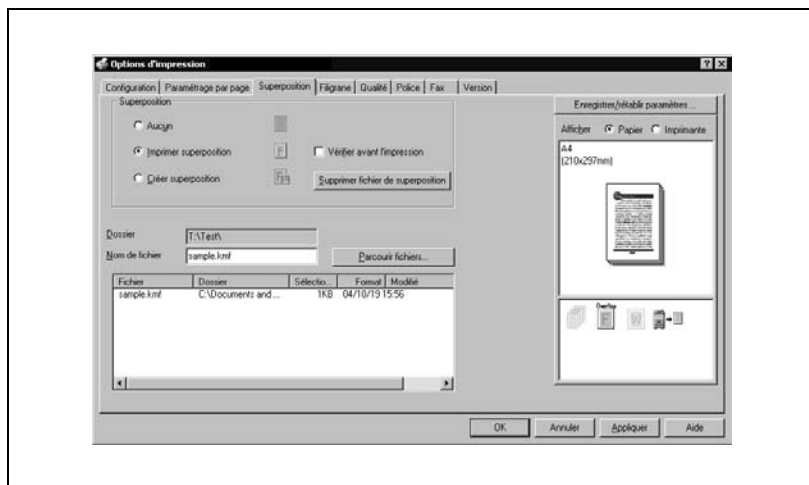 Options d'impression
Configuration Paramétrage par page Superposition Filigrane Qualité Police Fax Version
Superposition
Aucun
Imprimer superposition
Vérifier avant l'impression
Créer superposition
Supprimer fichier de superposition
Dossier T:\Test\
Nom de fichier sample.kmf Parcourir fichiers...
Fichier Dossier Sélectio... Format Modifié
sample.kmf C:\Documents and ... 1KB 04/10/19 15:56
Enregistrer/rétablir paramètres ...
Afficher Papier Imprimante
A4
(210x297mm)
Overlay
OK Annuler Appliquer Aide